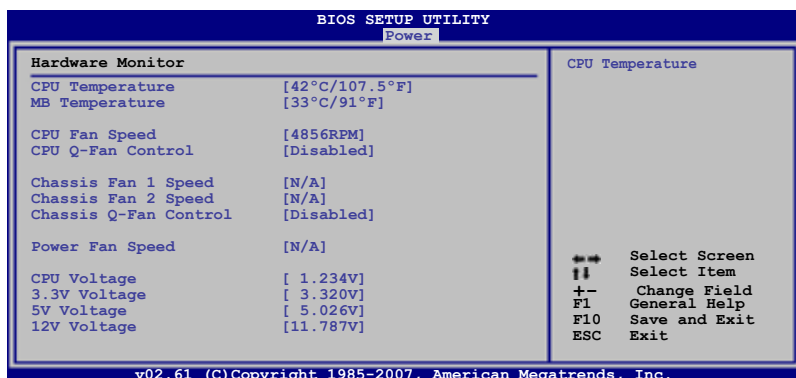 BIOS SETUP UTILITY
Power
Hardware Monitor
CPU Temperature [42°C/107.5°F]
MB Temperature [33°C/91°F]
CPU Fan Speed [4856RPM]
CPU Q-Fan Control [Disabled]
Chassis Fan 1 Speed [N/A]
Chassis Fan 2 Speed [N/A]
Chassis Q-Fan Control [Disabled]
Power Fan Speed [N/A]
CPU Voltage [ 1.234V]
3.3V Voltage [ 3.320V]
5V Voltage [ 5.026V]
12V Voltage [11.787V]
CPU Temperature
←→ Select Screen
↑↓ Select Item
+- Change Field
F1 General Help
F10 Save and Exit
ESC Exit
v02.61 (C)Copyright 1985-2007, American Megatrends, Inc.